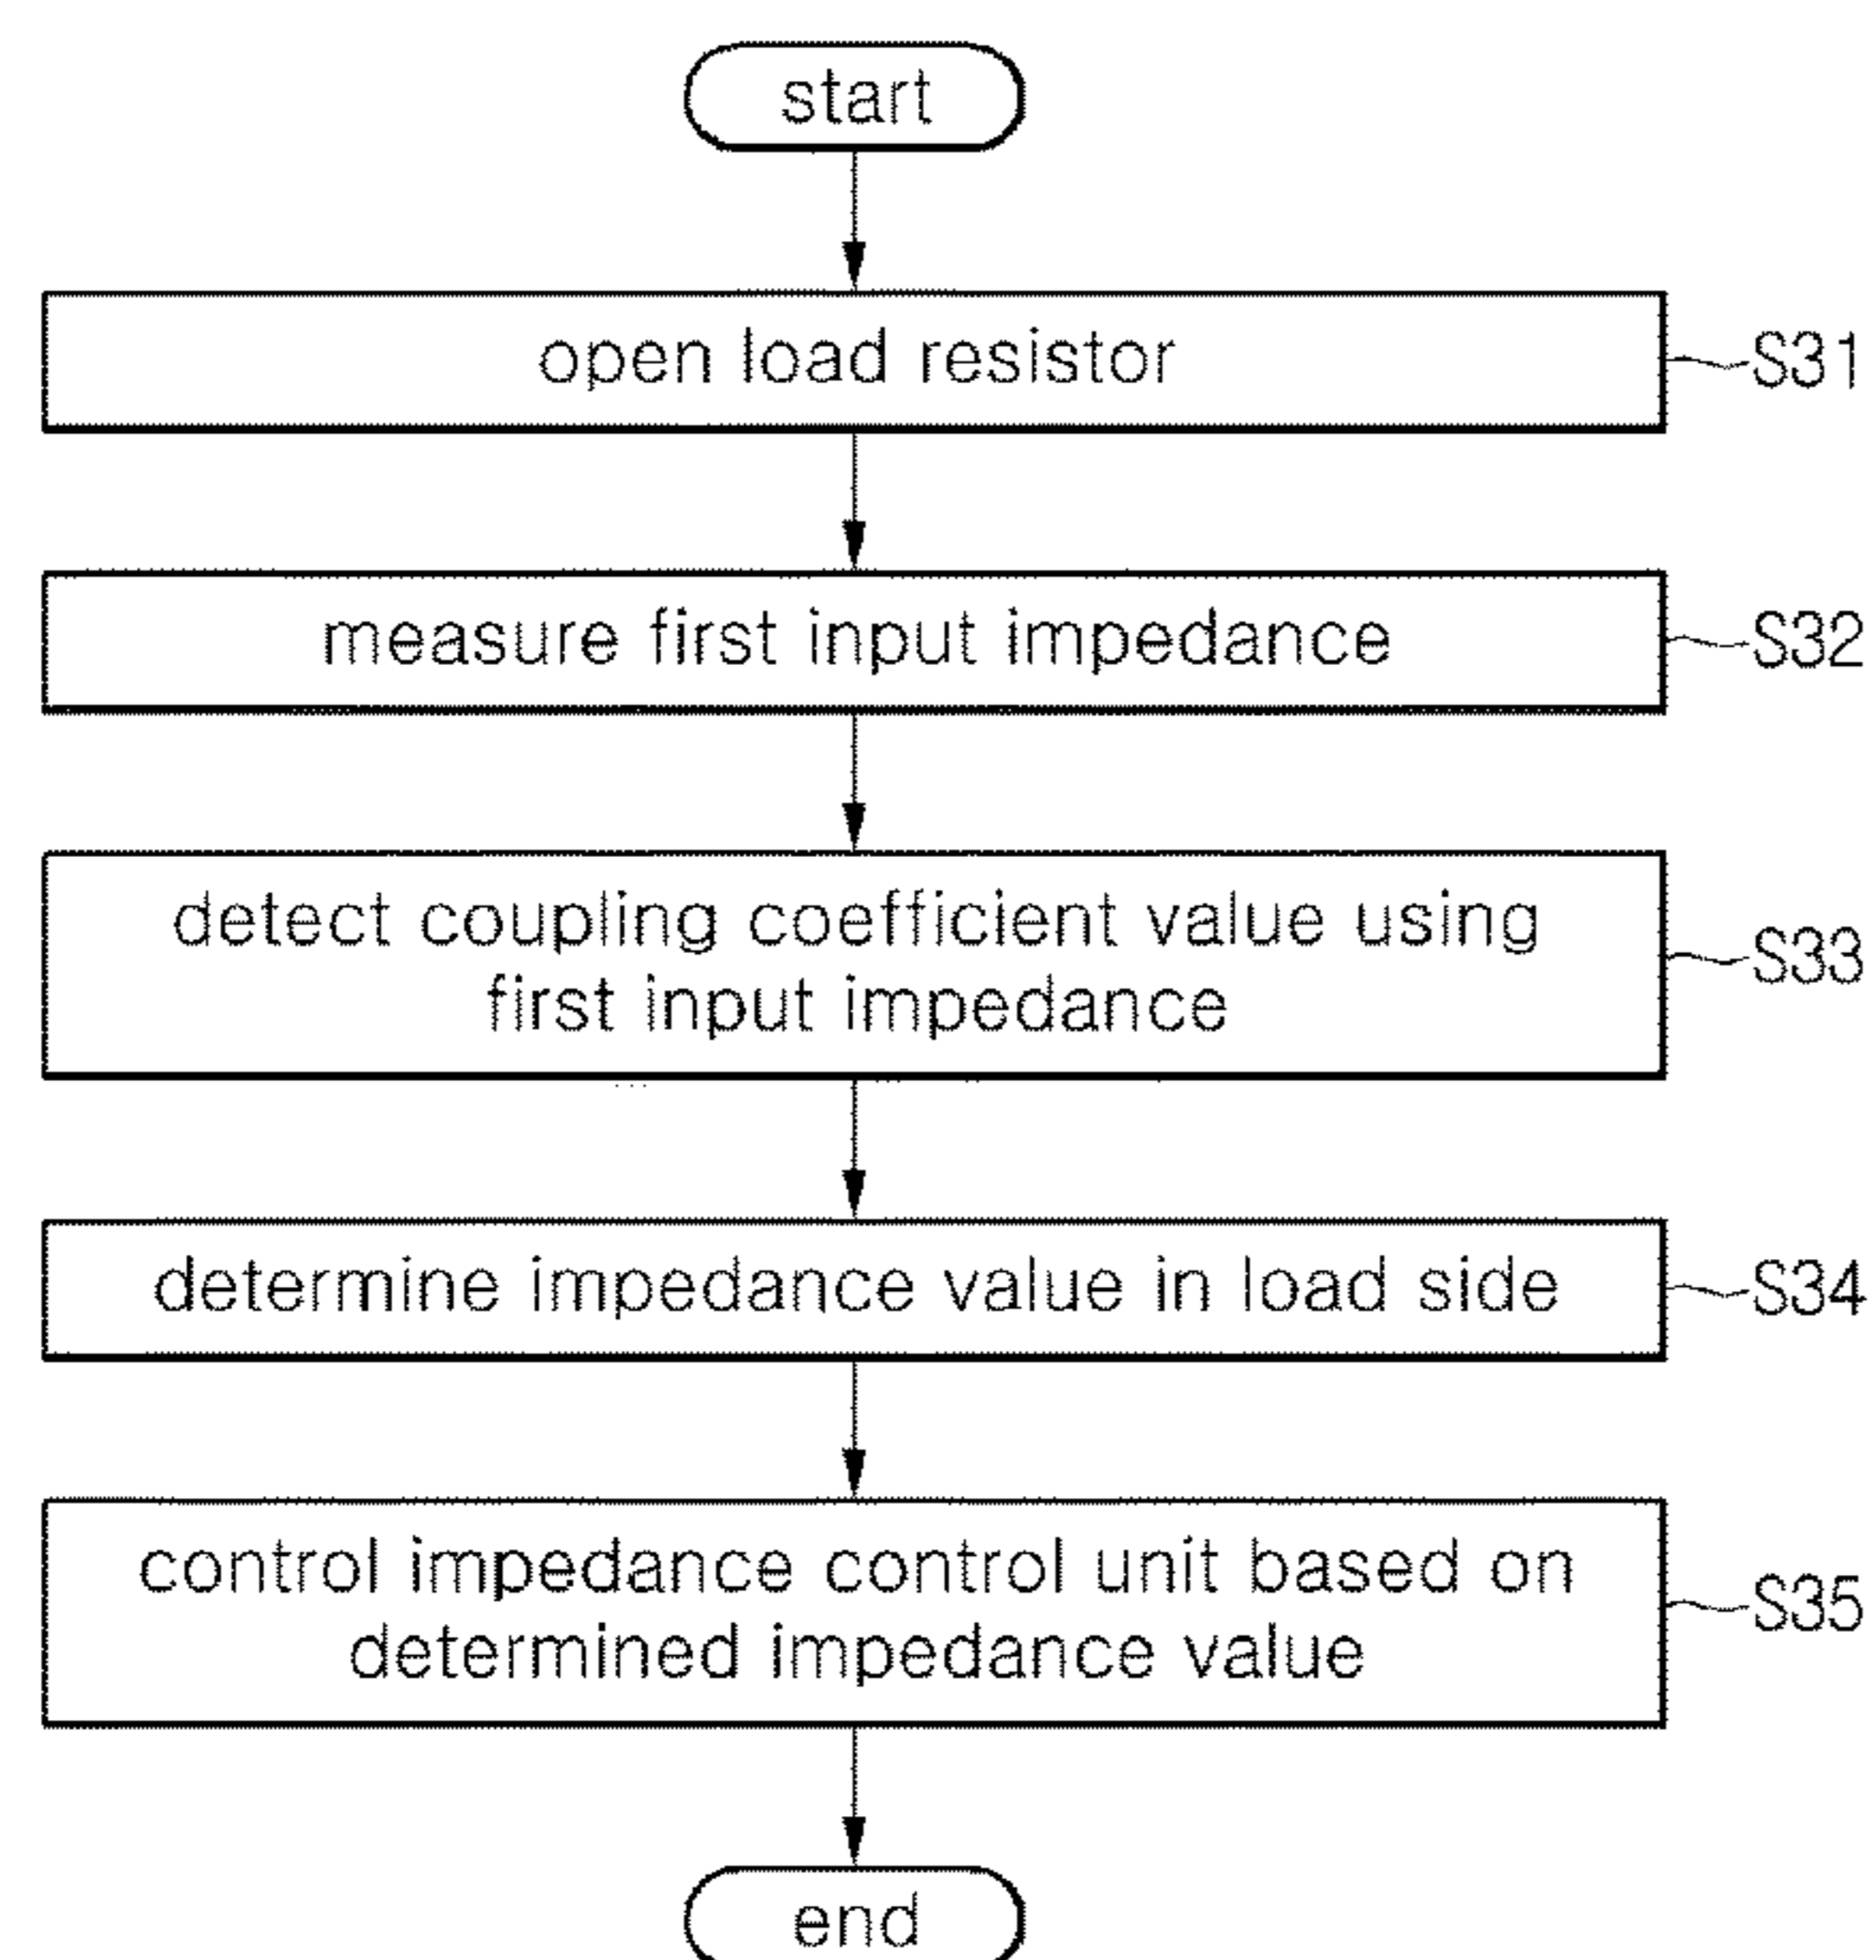 start
open load resistor
S31
measure first input impedance
S32
detect coupling coefficient value using
first input impedance
S33
determine impedance value in load side
S34
control impedance control unit based on
determined impedance value
S35
end